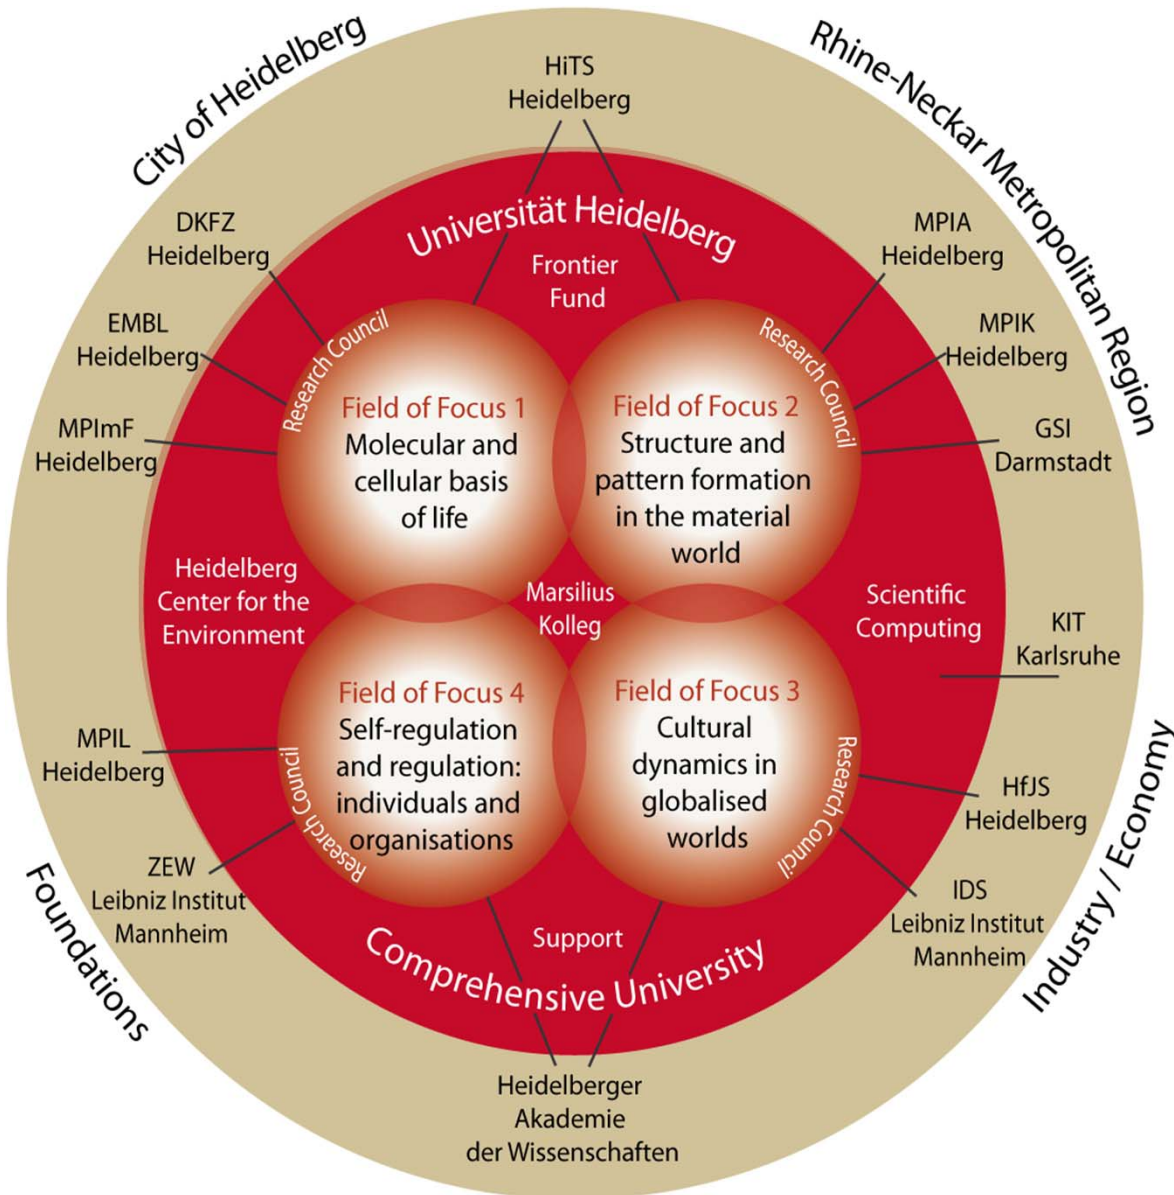 City of Heidelberg
Rhine-Neckar Metropolitan Region
HiTS
Heidelberg
DKFZ
Heidelberg
MPIA
Heidelberg
EMBL
Heidelberg
MPIK
Heidelberg
MPImF
Heidelberg
GSI
Darmstadt
Universität Heidelberg
Frontier
Fund
Research Council
Field of Focus 1
Molecular and
cellular basis
of life
Research Council
Field of Focus 2
Structure and
pattern formation
in the material
world
Heidelberg
Center for the
Environment
Marsilius
Kolleg
Scientific
Computing
KIT
Karlsruhe
Field of Focus 4
Self-regulation
and regulation:
individuals and
organisations
Research Council
Field of Focus 3
Cultural
dynamics in
globalised
worlds
Research Council
MPIL
Heidelberg
HfJS
Heidelberg
ZEW
Leibniz Institut
Mannheim
IDS
Leibniz Institut
Mannheim
Support
Comprehensive University
Heidelberger
Akademie
der Wissenschaften
Foundations
Industry / Economy